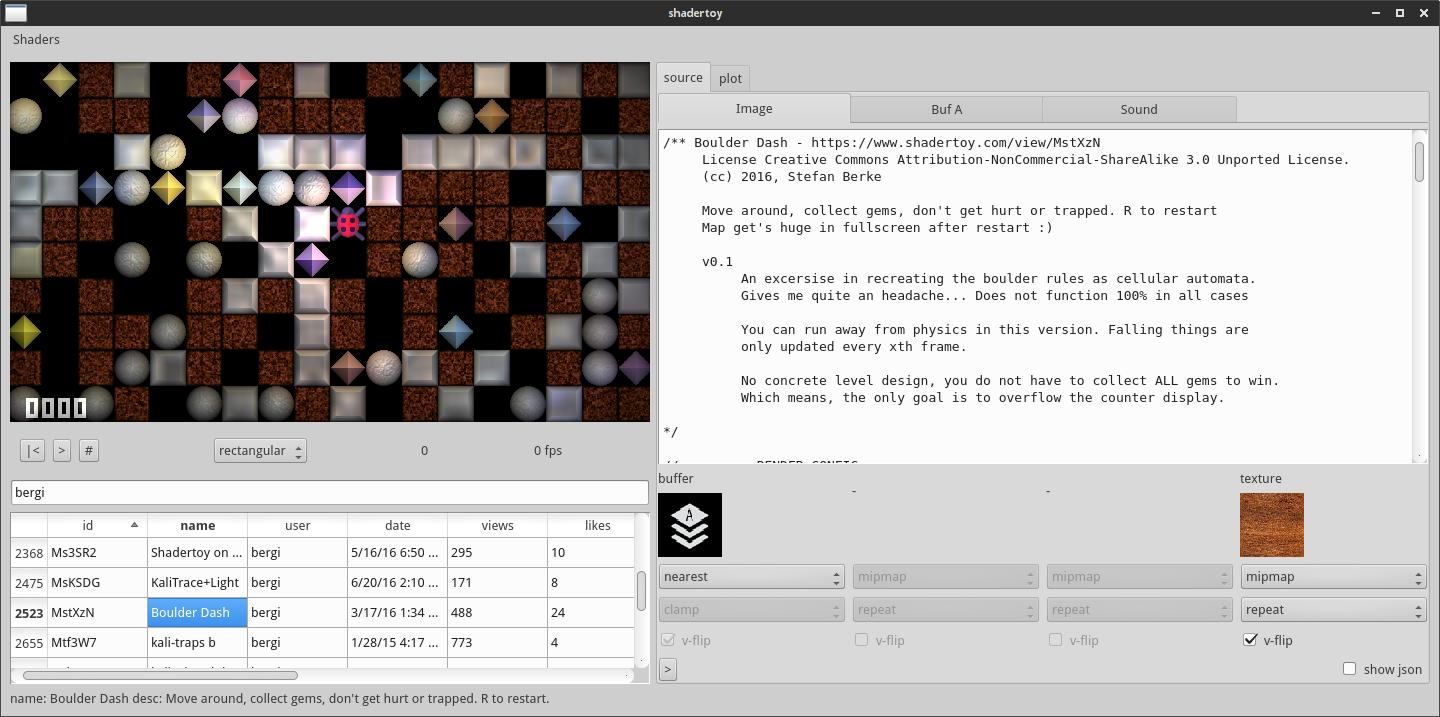 shadertoy
Shaders
0000
|<
>
#
rectangular
0
0 fps
bergi
id name user date views likes
2368 Ms3SR2 Shadertoy on ... bergi 5/16/16 6:50 ... 295 10
2475 MsKSDG KaliTrace+Light bergi 6/20/16 2:10 ... 171 8
2523 MstXzN Boulder Dash bergi 3/17/16 1:34 ... 488 24
2655 Mtf3W7 kali-traps b bergi 1/28/15 4:17 ... 773 4
source plot
Image Buf A Sound
/** Boulder Dash - https://www.shadertoy.com/view/MstXzN
License Creative Commons Attribution-NonCommercial-ShareAlike 3.0 Unported License.
(cc) 2016, Stefan Berke
Move around, collect gems, don't get hurt or trapped. R to restart
Map get's huge in fullscreen after restart :)
v0.1
An excersise in recreating the boulder rules as cellular automata.
Gives me quite an headache... Does not function 100% in all cases
You can run away from physics in this version. Falling things are
only updated every xth frame.
No concrete level design, you do not have to collect ALL gems to win.
Which means, the only goal is to overflow the counter display.
*/
buffer - - texture
A
nearest mipmap mipmap mipmap
clamp repeat repeat repeat
v-flip v-flip v-flip v-flip
>
show json
name: Boulder Dash desc: Move around, collect gems, don't get hurt or trapped. R to restart.